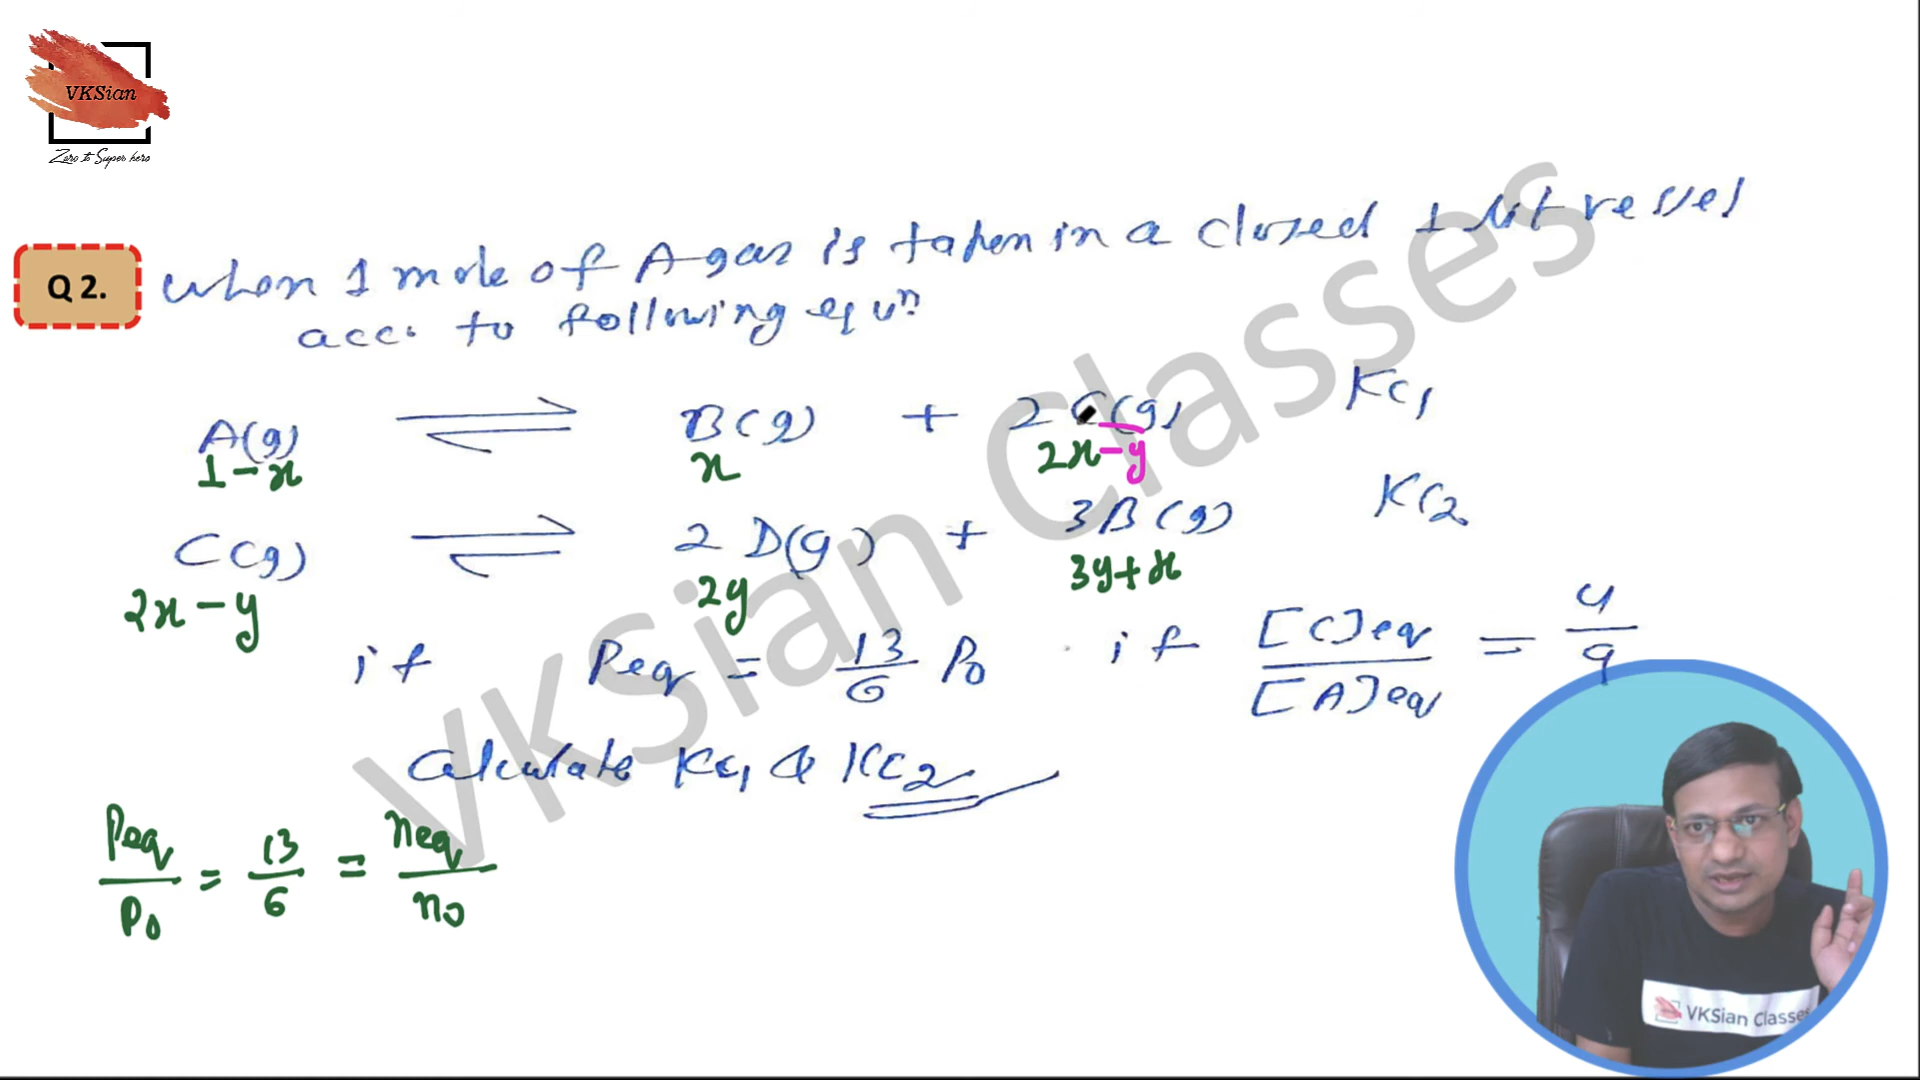 VKSian
Zero to Super hero
Q 2. when 1 mole of A gas is taken in a closed 1 lit vessel
acc. to following equⁿ
A(g) ⇌ B(g) + 2C(g) Kc₁
1-x x 2x-y
C(g) ⇌ 2D(g) + 3B(g) Kc₂
2x-y 2y 3y+x
if Peq = 13/6 P₀ . if [C]eq/[A]eq = 4/9
Calculate Kc₁ & Kc₂
Peq/P₀ = 13/6 = neq/n₀
VKSian Classes
VKSian Classes